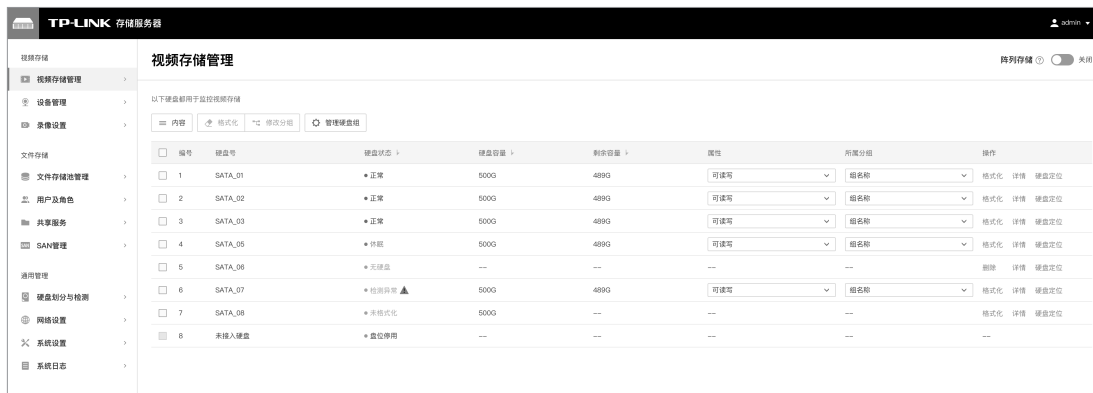 TP-LINK 存储服务器
admin
视频存储
视频存储管理
设备管理
录像设置
文件存储
文件存储池管理
用户及角色
共享服务
SAN管理
通用管理
硬盘划分与检测
网络设置
系统设置
系统日志
视频存储管理
阵列存储 关闭
以下硬盘都用于监控视频存储
内容 格式化 修改分组 管理硬盘组
编号 硬盘号 硬盘状态 硬盘容量 剩余容量 属性 所属分组 操作
1 SATA_01 正常 500G 489G 可读写 组名称 格式化 详情 硬盘定位
2 SATA_02 正常 500G 489G 可读写 组名称 格式化 详情 硬盘定位
3 SATA_03 正常 500G 489G 可读写 组名称 格式化 详情 硬盘定位
4 SATA_05 休眠 500G 489G 可读写 组名称 格式化 详情 硬盘定位
5 SATA_06 无硬盘 -- -- -- -- 删除 详情 硬盘定位
6 SATA_07 检测异常 500G 489G 可读写 组名称 格式化 详情 硬盘定位
7 SATA_08 未格式化 500G -- -- -- 格式化 详情 硬盘定位
8 未接入硬盘 盘位停用 -- -- -- -- --